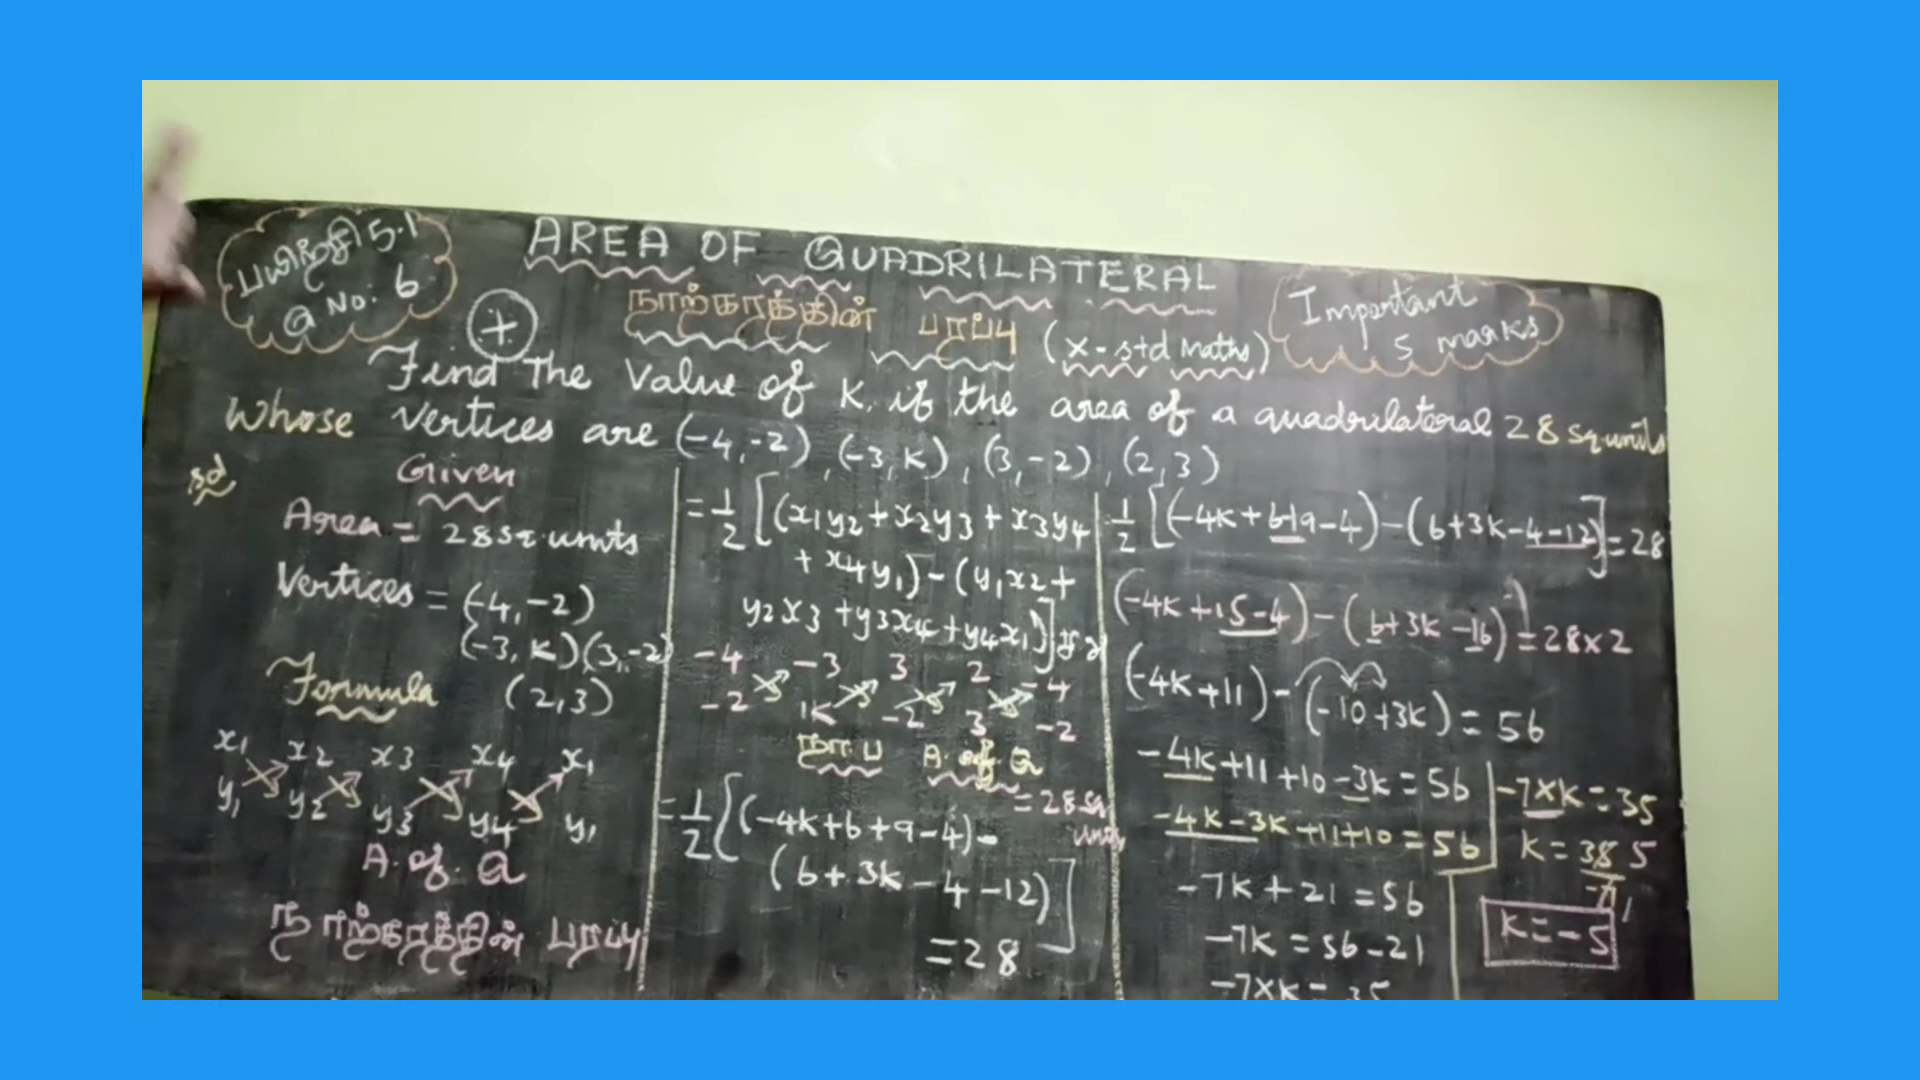 பயிற்சி 5.1
Q No: 6
AREA OF QUADRILATERAL
நாற்கரத்தின் பரப்பு (X-std Maths)
Important
5 marks
+
Find The Value of K, if the area of a quadrilateral 28 sq.units
Whose Vertices are (-4,-2), (-3,K), (3,-2), (2,3)
Given
Area = 28 sq.units
Vertices = (-4,-2)
(-3, K)(3,-2)
(2,3)
Formula
x1 x2 x3 x4 x1
y1 y2 y3 y4 y1
A. of. Q
நாற்கரத்தின் பரப்பு
= 1/2 [(x1y2 + x2y3 + x3y4
+ x4y1) - (y1x2 +
y2x3 + y3x4 + y4x1)]
-4 -3 3 2 -4
-2 K -2 3 -2
நா.ப A. of. Q
= 28 sq
units
= 1/2 [(-4K+6+9-4)-
(6+3K-4-12)]
= 28
1/2 [(-4K+6+9-4)-(6+3K-4-12)] = 28
(-4K+15-4)-(6+3K-16) = 28x2
(-4K+11)-(-10+3K) = 56
-4K+11+10-3K = 56
-4K-3K+11+10 = 56
-7K+21 = 56
-7K = 56-21
-7xK = 35
-7xK = 35
K = 35 5
-7 1
K = -5